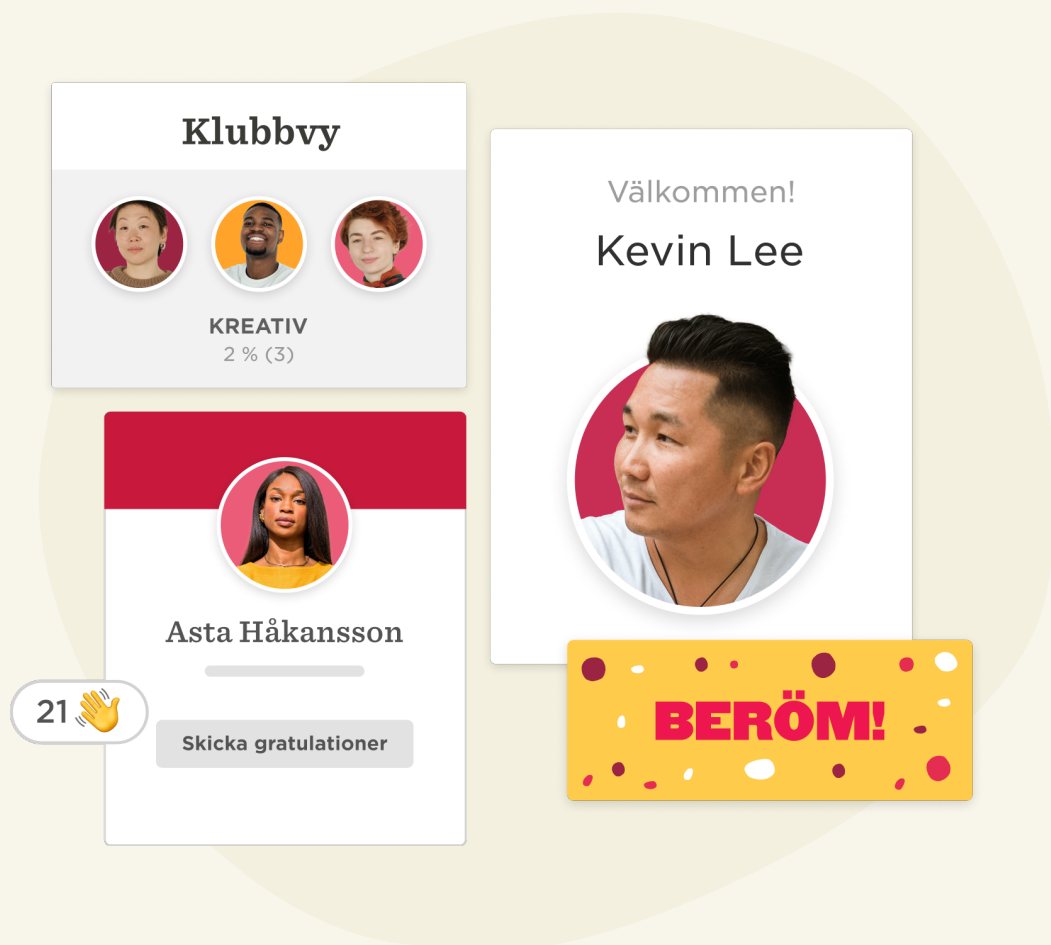 Klubbvy
KREATIV
2 % (3)
Välkommen!
Kevin Lee
Asta Håkansson
21 👋
Skicka gratulationer
BERÖM!